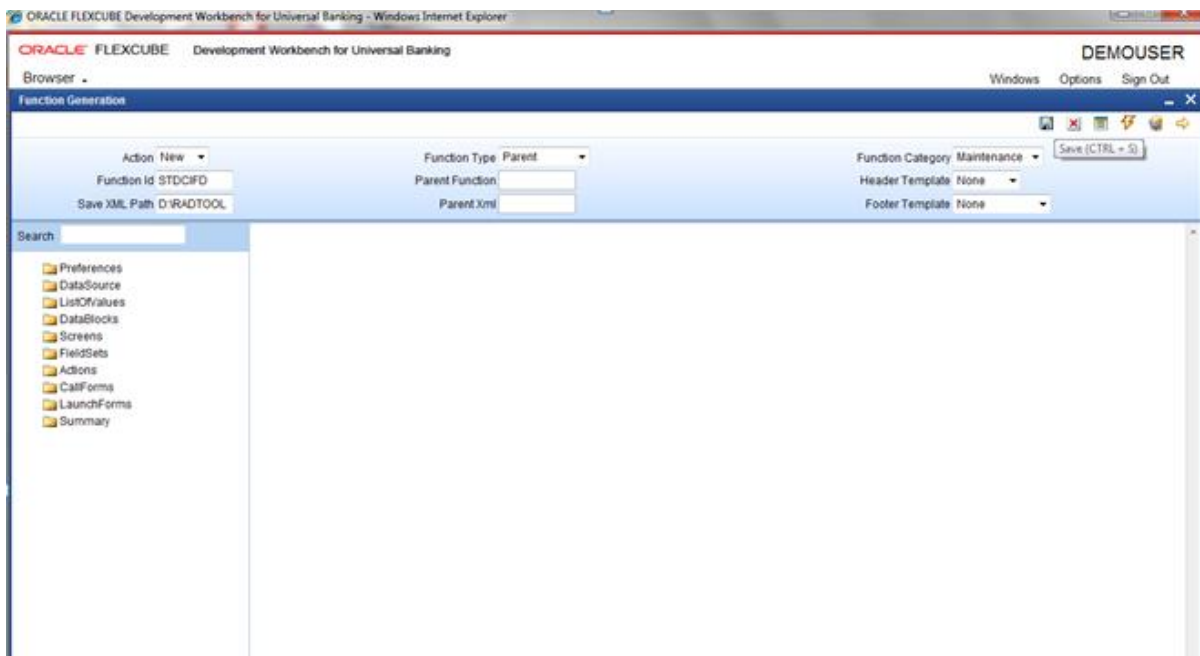 ORACLE FLEXCUBE Development Workbench for Universal Banking - Windows Internet Explorer
ORACLE FLEXCUBE Development Workbench for Universal Banking
DEMOUSER
Browser
Windows Options Sign Out
Function Generation
Action New
Function Type Parent
Function Category Maintenance
Save (CTRL + S)
Function Id STDCIFD
Parent Function
Header Template None
Save XML Path D:\RADTOOL
Parent Xml
Footer Template None
Search
Preferences
DataSource
ListOfValues
DataBlocks
Screens
FieldSets
Actions
CallForms
LaunchForms
Summary